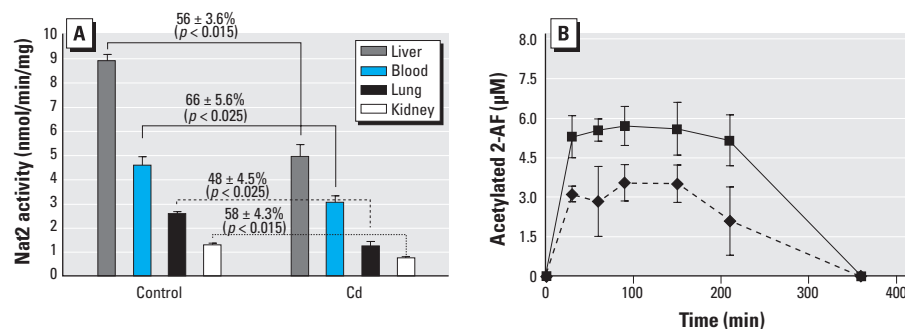 A
56 ± 3.6%
(p < 0.015)
Liver
Blood
Lung
Kidney
66 ± 5.6%
(p < 0.025)
48 ± 4.5%
(p < 0.025)
58 ± 4.3%
(p < 0.015)
Nat2 activity (nmol/min/mg)
10
9
8
7
6
5
4
3
2
1
0
Control
Cd
B
Acetylated 2-AF (μM)
8.0
7.5
6.0
4.5
3.0
1.5
0
0
100
200
300
400
Time (min)